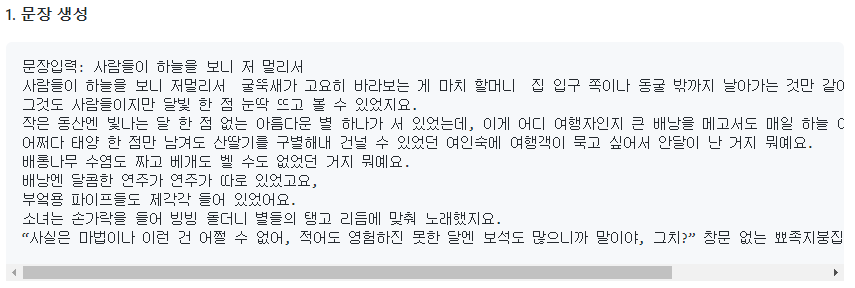 1. 문장 생성
문장입력: 사람들이 하늘을 보니 저 멀리서
사람들이 하늘을 보니 저멀리서  굴뚝새가 고요히 바라보는 게 마치 할머니  집 입구 쪽이나 동굴 밖까지 날아가는 것만 같아
그것도 사람들이지만 달빛 한 점 눈딱 뜨고 볼 수 있었지요.
작은 동산엔 빛나는 달 한 점 없는 아름다운 별 하나가 서 있었는데, 이게 어디 여행자인지 큰 배낭을 메고서도 매일 하늘
어쩌다 태양 한 점만 남겨도 산딸기를 구별해내 건널 수 있었던 여인숙에 여행객이 묵고 싶어서 안달이 난 거지 뭐예요.
배롱나무 수염도 짜고 베개도 벨 수도 없었던 거지 뭐예요.
배낭엔 달콤한 연주가 연주가 따로 있었고요,
부엌용 파이프들도 제각각 들어 있었어요.
소녀는 손가락을 들어 빙빙 돌더니 별들의 탱고 리듬에 맞춰 노래했지요.
“사실은 마법이나 이런 건 어쩔 수 없어, 적어도 영험하진 못한 달엔 보석도 많으니까 말이야, 그치?” 창문 없는 뾰족지붕집